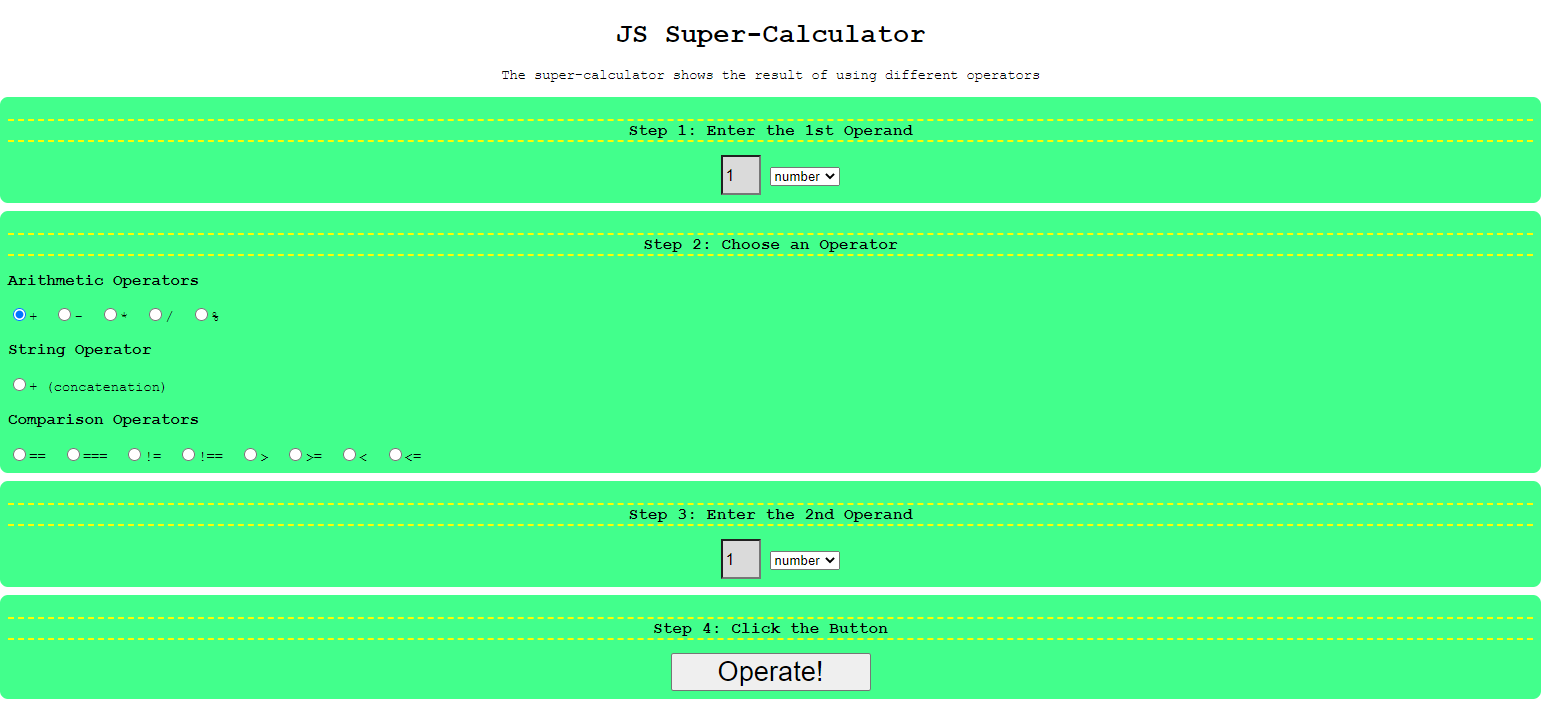 JS Super-Calculator
The super-calculator shows the result of using different operators
Step 1: Enter the 1st Operand
1 number
Step 2: Choose an Operator
Arithmetic Operators
+ - * / %
String Operator
+ (concatenation)
Comparison Operators
== === != !== > >= < <=
Step 3: Enter the 2nd Operand
1 number
Step 4: Click the Button
Operate!